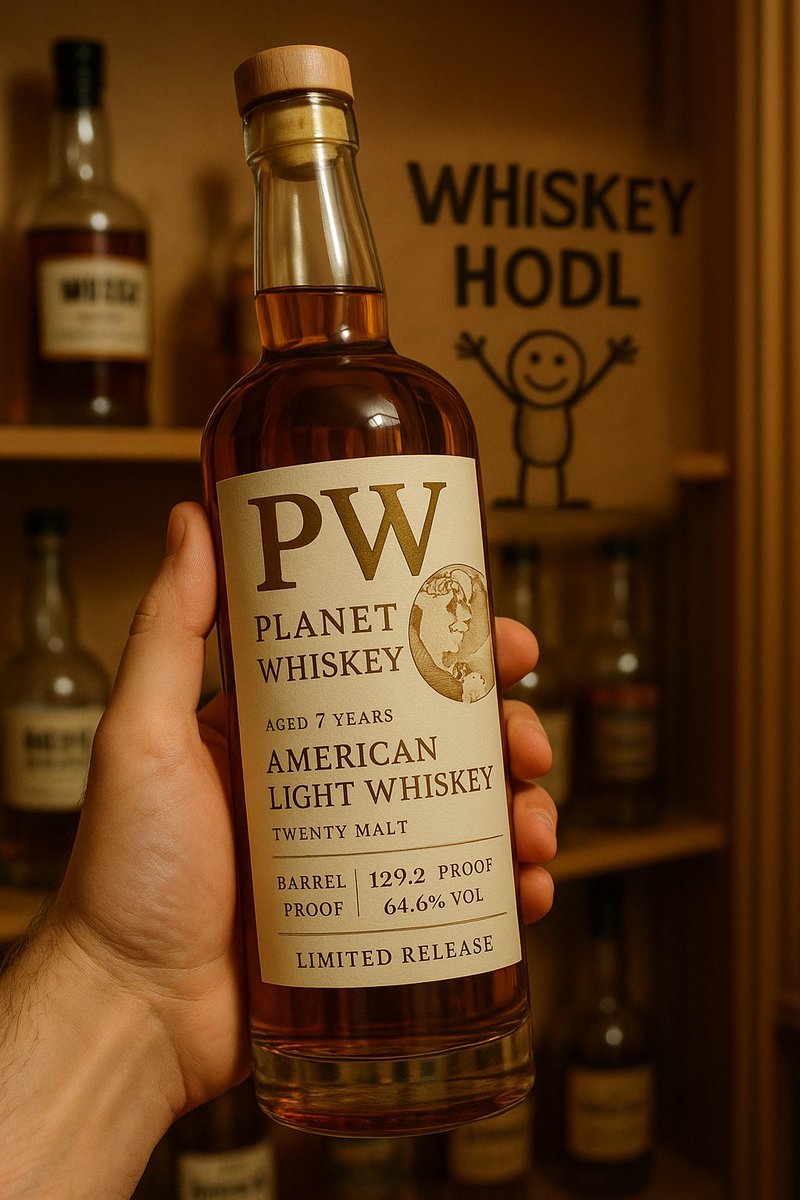 WHISKEY
HODL
PW
PLANET
WHISKEY
AGED 7 YEARS
AMERICAN
LIGHT WHISKEY
TWENTY MALT
BARREL
PROOF
129.2 PROOF
64.6% VOL
LIMITED RELEASE